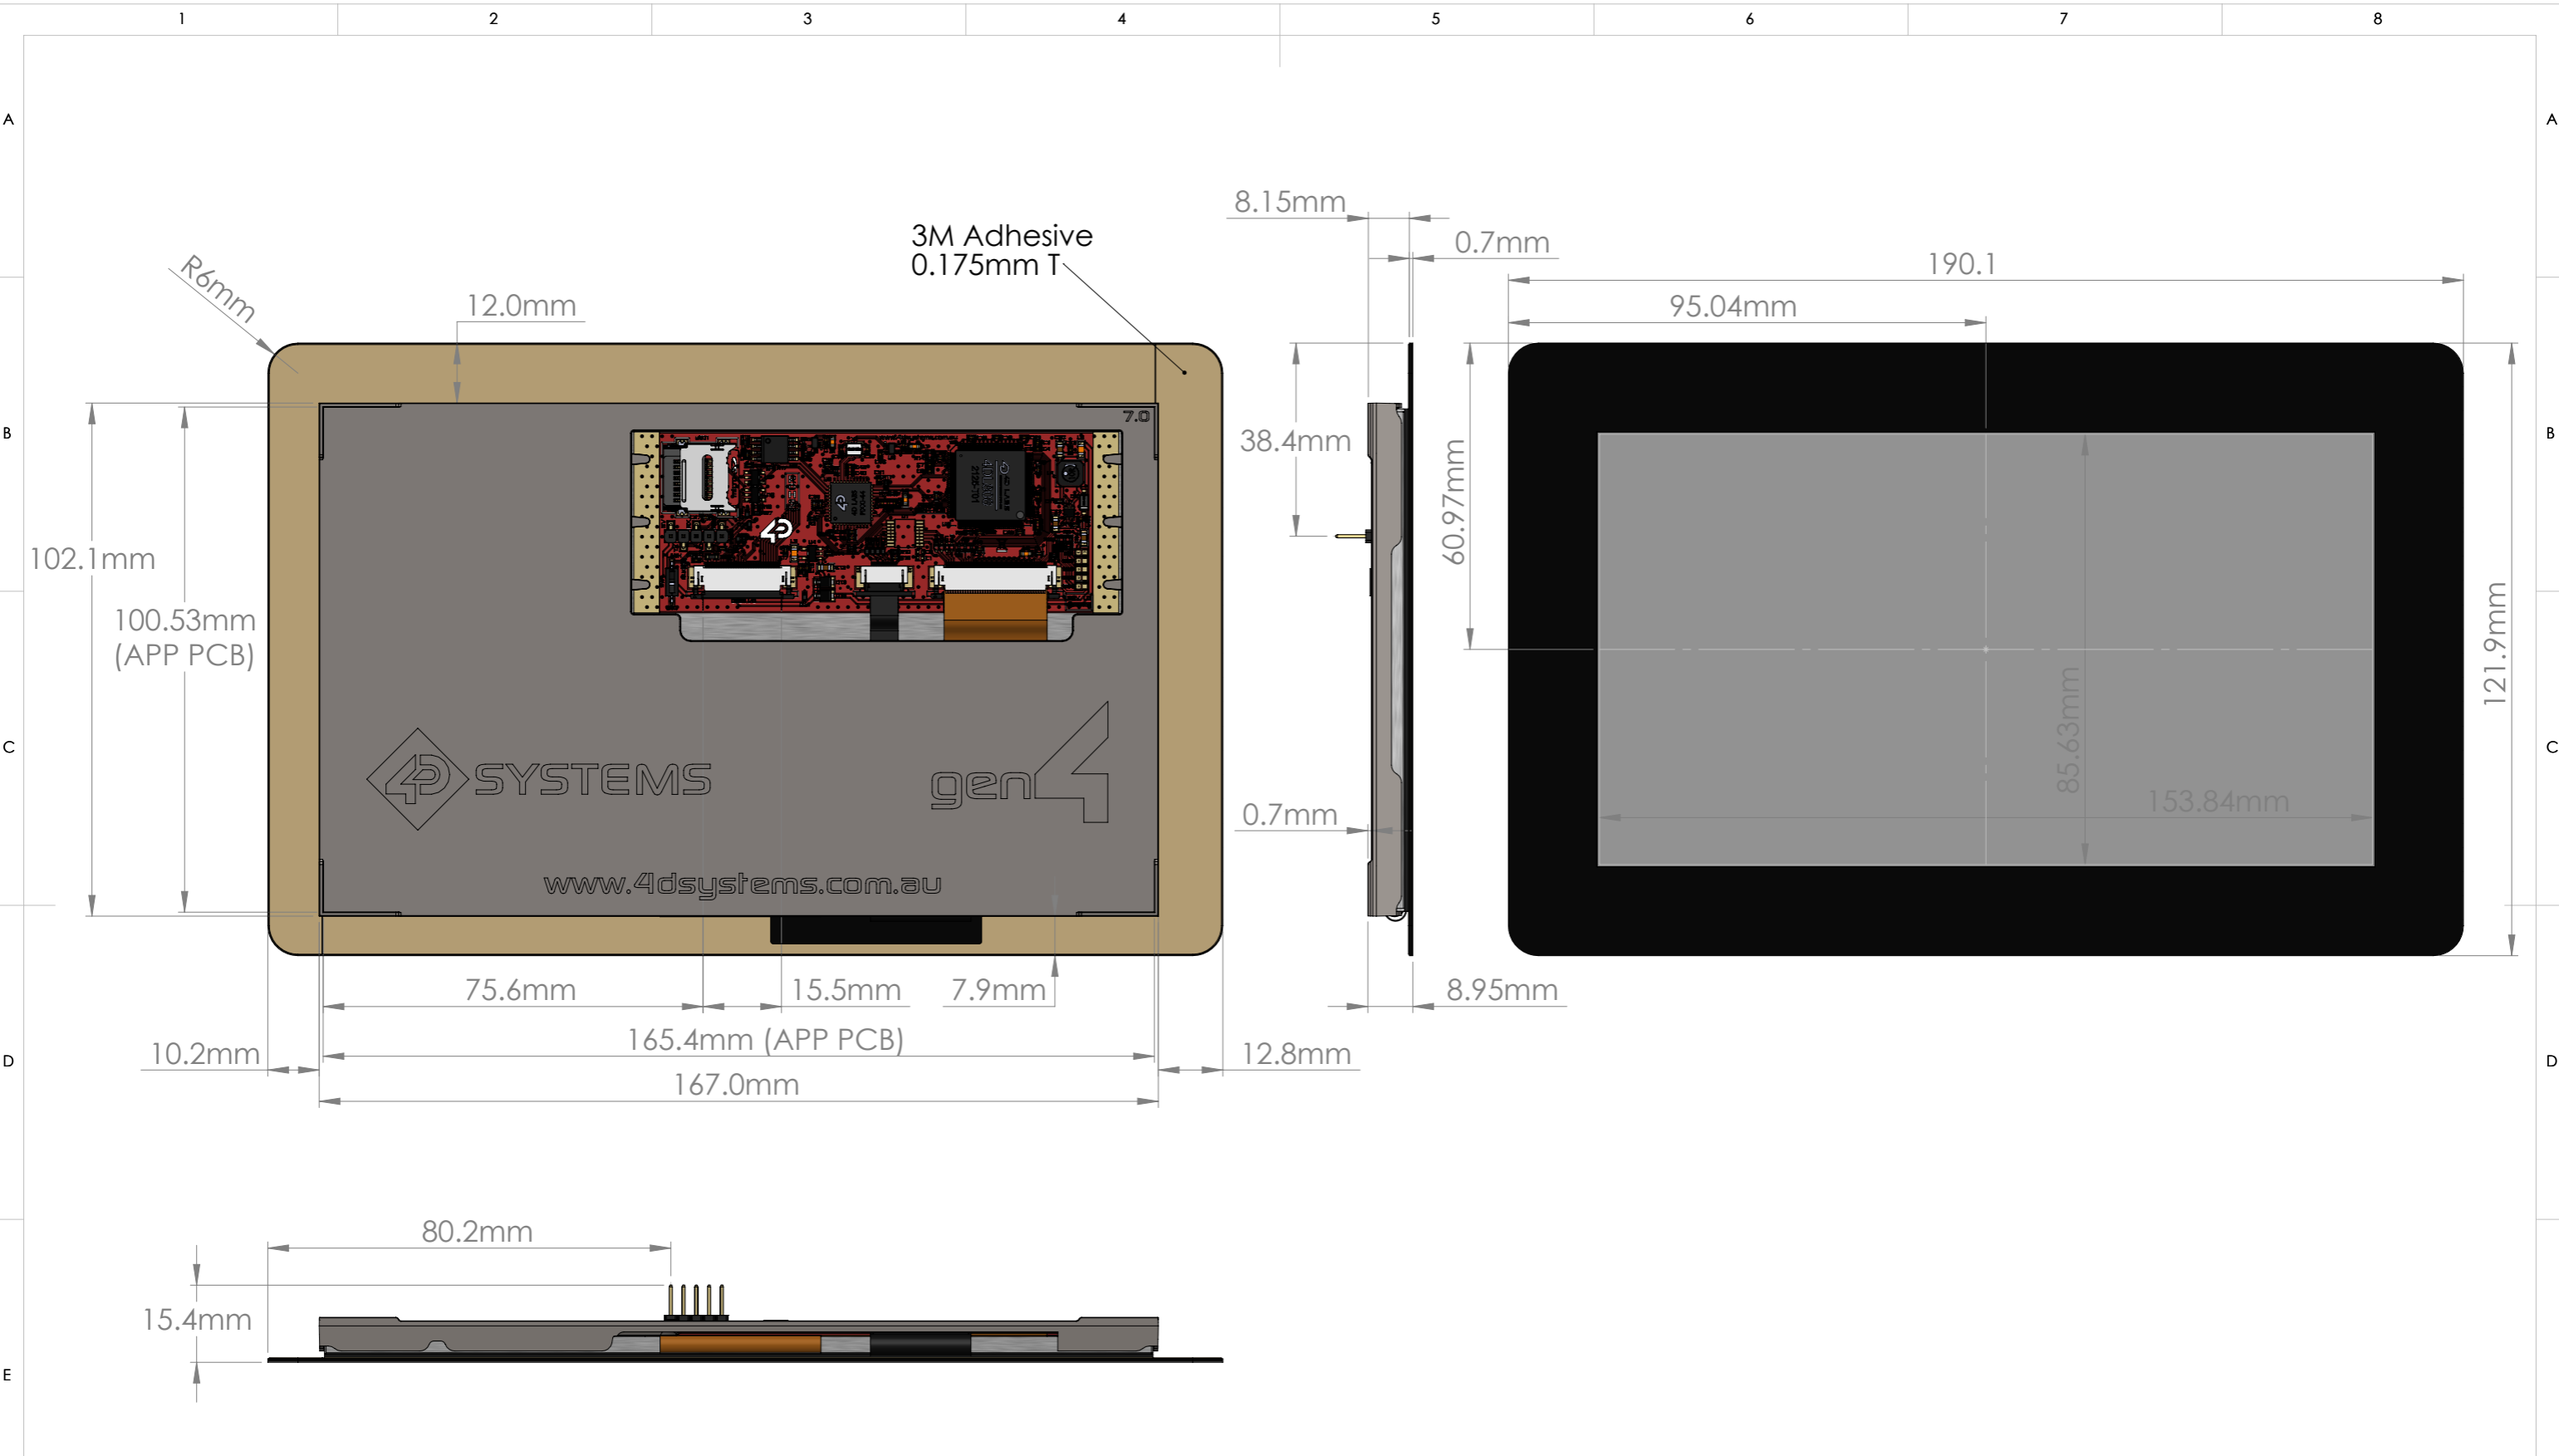 1 2 3 4 5 6 7 8
A A
8.15mm
3M Adhesive
0.175mm T
0.7mm
190.1
R6mm
12.0mm
95.04mm
7.0
B B
38.4mm
60.97mm
102.1mm
100.53mm
(APP PCB)
121.9mm
85.63mm
C C
4D SYSTEMS
gen4
153.84mm
0.7mm
www.4dsystems.com.au
75.6mm
15.5mm
7.9mm
8.95mm
165.4mm (APP PCB)
10.2mm
12.8mm
D D
167.0mm
80.2mm
15.4mm
E